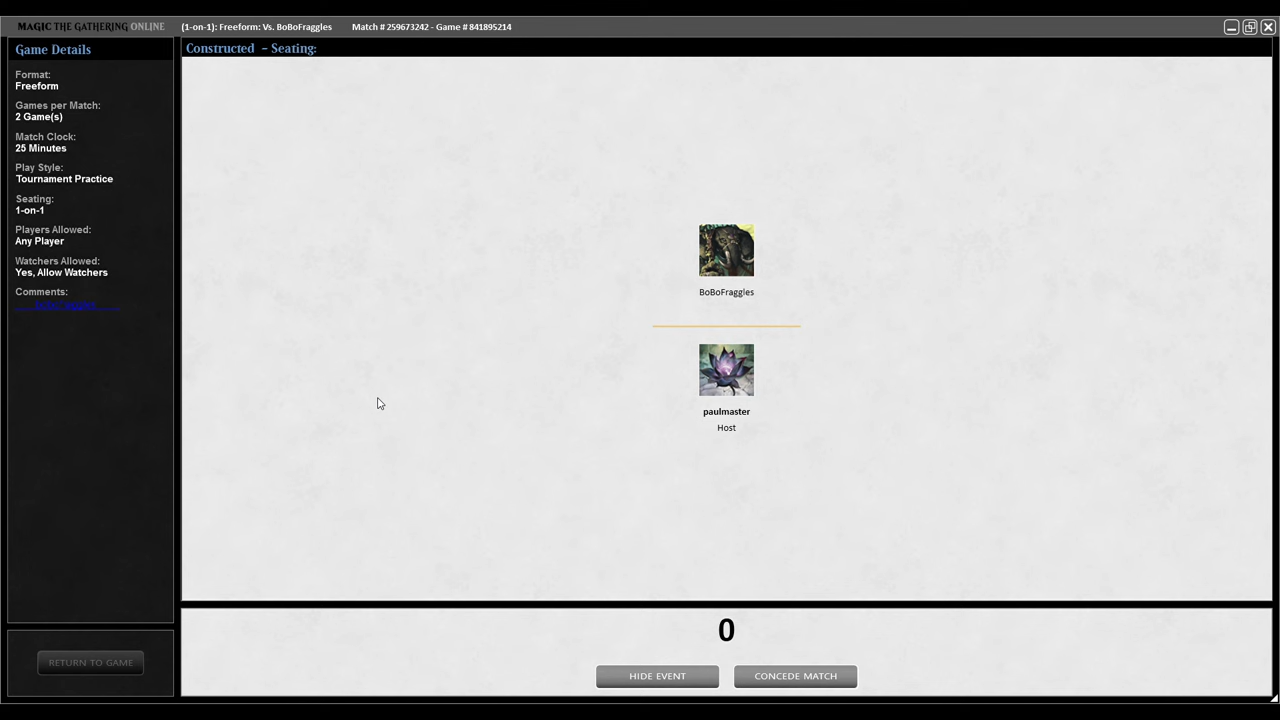 MAGIC THE GATHERING ONLINE
(1-on-1): Freeform: Vs. BoBoFraggles Match # 259673242 - Game # 841895214
Game Details
Format:
Freeform
Games per Match:
2 Game(s)
Match Clock:
25 Minutes
Play Style:
Tournament Practice
Seating:
1-on-1
Players Allowed:
Any Player
Watchers Allowed:
Yes, Allow Watchers
Comments:
BoBoFraggles
RETURN TO GAME
Constructed – Seating:
BoBoFraggles
paulmaster
Host
0
HIDE EVENT CONCEDE MATCH